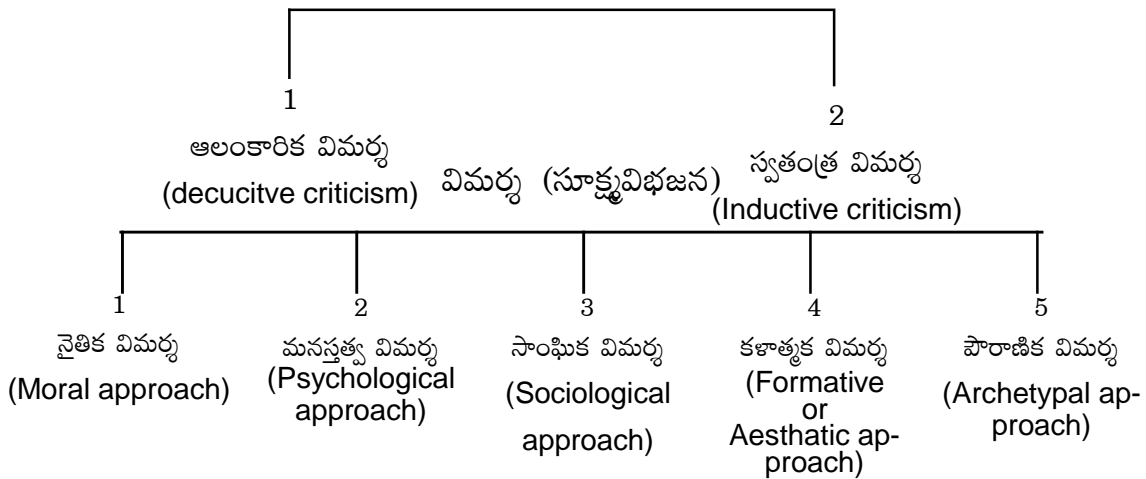 1
ఆలంకారిక విమర్శ
(decucitve criticism)
2
స్వతంత్ర విమర్శ
(Inductive criticism)
విమర్శ (సూక్ష్మవిభజన)
1
నైతిక విమర్శ
(Moral approach)
2
మనస్తత్వ విమర్శ
(Psychological
approach)
3
సాంఘిక విమర్శ
(Sociological
approach)
4
కళాత్మక విమర్శ
(Formative
or
Aesthatic ap-
proach)
5
పౌరాణిక విమర్శ
(Archetypal ap-
proach)